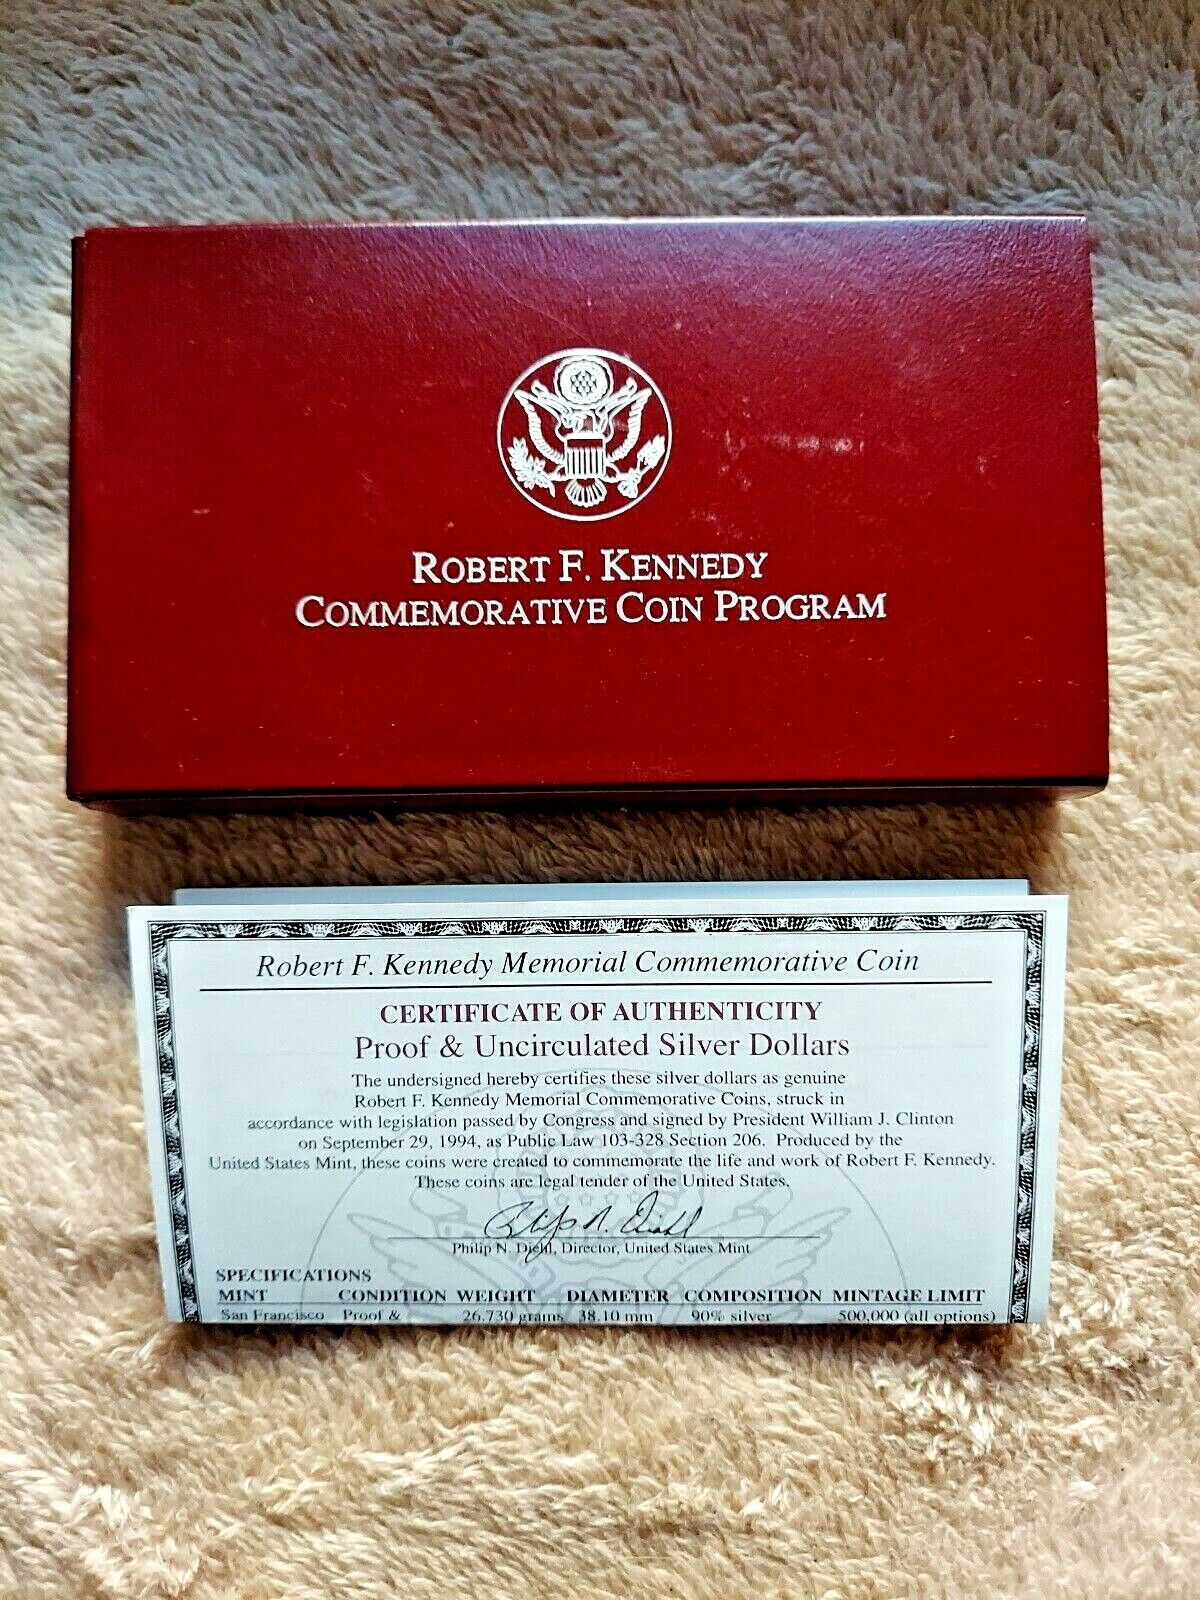 ROBERT F. KENNEDY
COMMEMORATIVE COIN PROGRAM
Robert F. Kennedy Memorial Commemorative Coin
CERTIFICATE OF AUTHENTICITY
Proof & Uncirculated Silver Dollars
The undersigned hereby certifies these silver dollars as genuine
Robert F. Kennedy Memorial Commemorative Coins, struck in
accordance with legislation passed by Congress and signed by President William J. Clinton
on September 29, 1994, as Public Law 103-328 Section 206. Produced by the
United States Mint, these coins were created to commemorate the life and work of Robert F. Kennedy.
These coins are legal tender of the United States.
Philip N. Diehl
Philip N. Diehl, Director, United States Mint
SPECIFICATIONS
MINT CONDITION WEIGHT DIAMETER COMPOSITION MINTAGE LIMIT
San Francisco Proof & 26.730 grams 38.10 mm 90% silver 500,000 (all options)